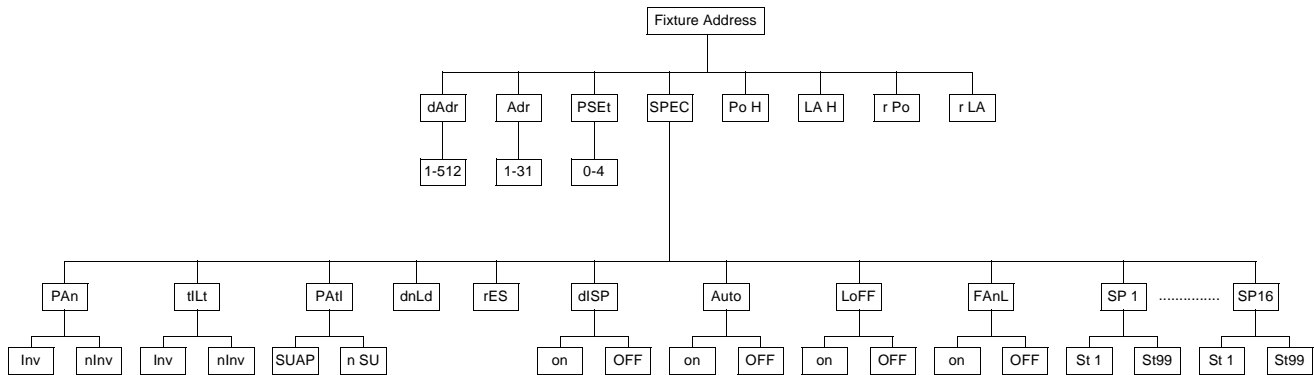 Fixture Address
dAdr Adr PSEt SPEC Po H LA H r Po r LA
1-512 1-31 0-4
PAn tILt PAtI dnLd rES dISP Auto LoFF FAnL SP 1 ............... SP16
Inv nInv Inv nInv SUAP n SU on OFF on OFF on OFF on OFF St 1 St99 St 1 St99